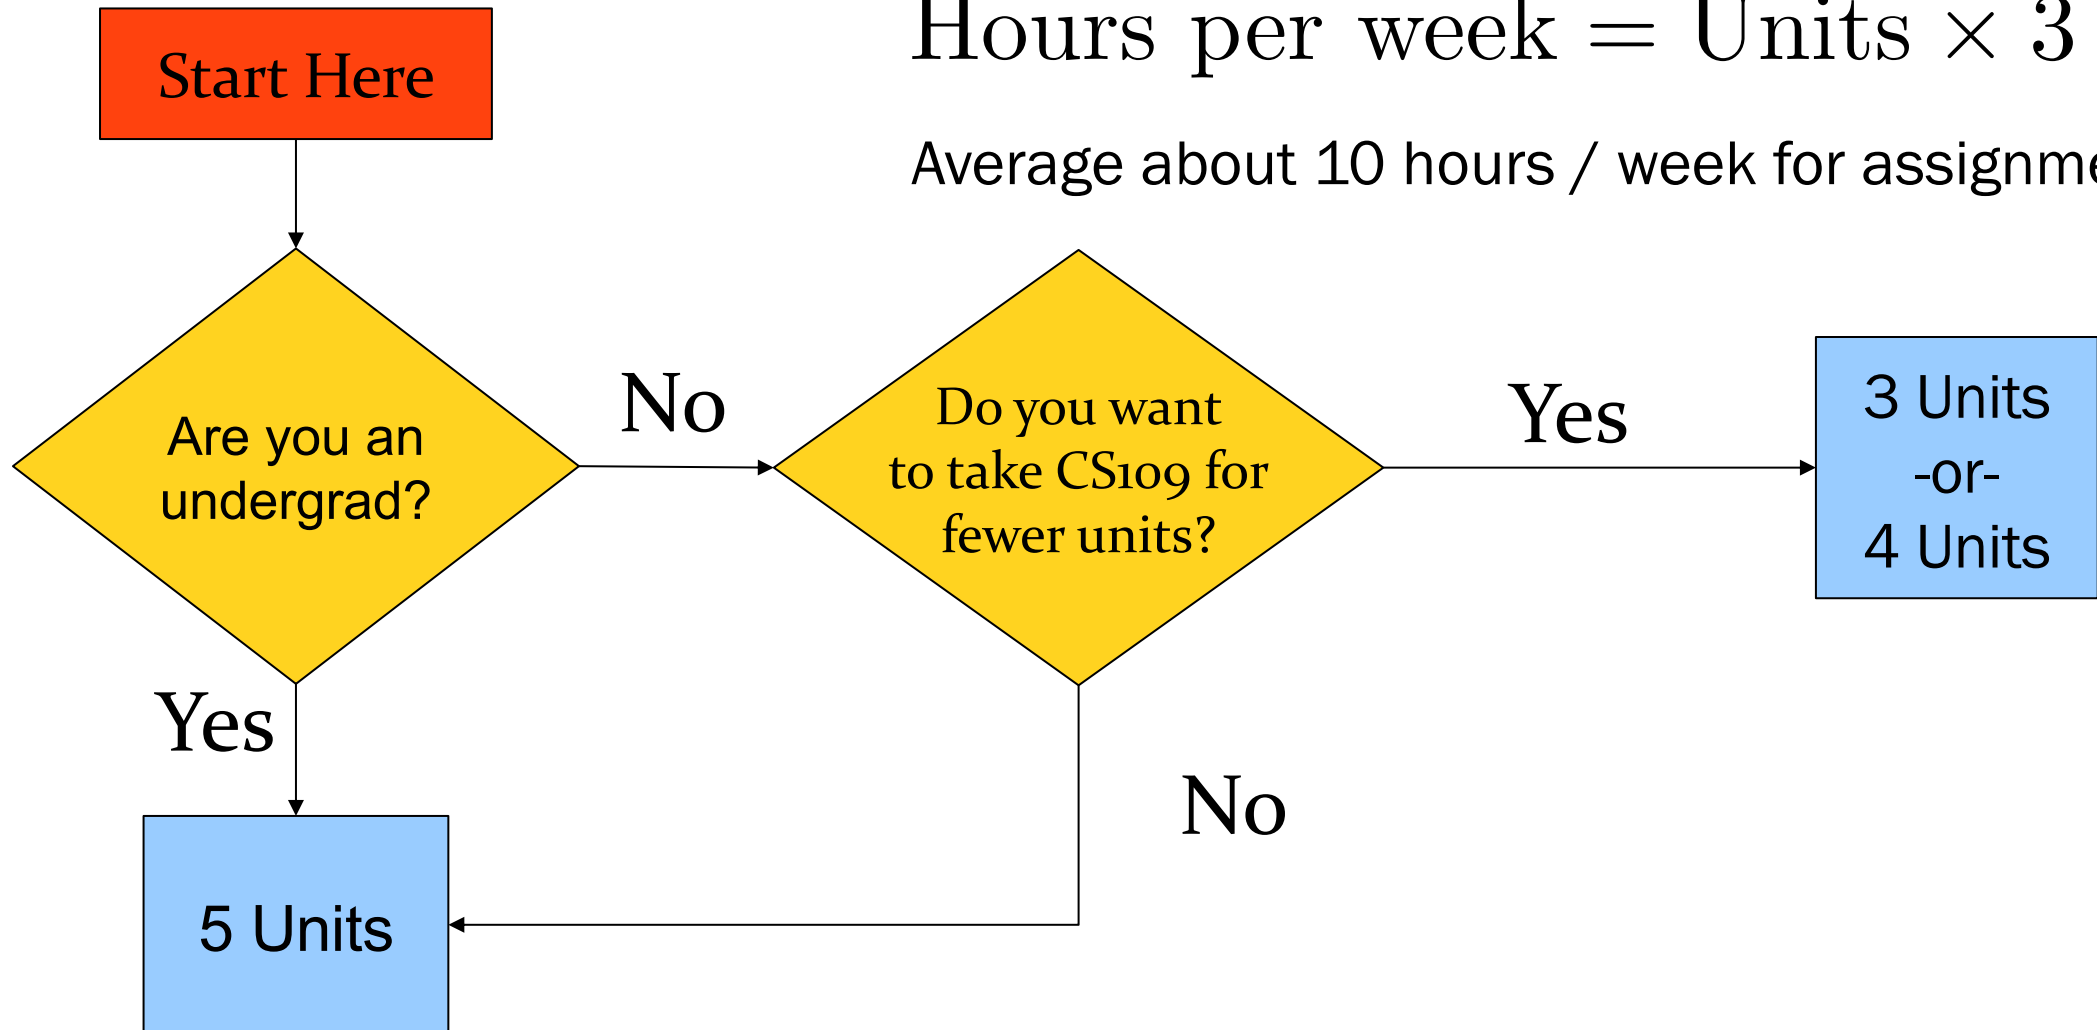 Start Here
Hours per week = Units × 3
Average about 10 hours / week for
Are you an
undergrad?
No
Do you want
to take CS109 for
fewer units?
Yes
3 Units
-or-
4 Units
Yes
No
5 Units